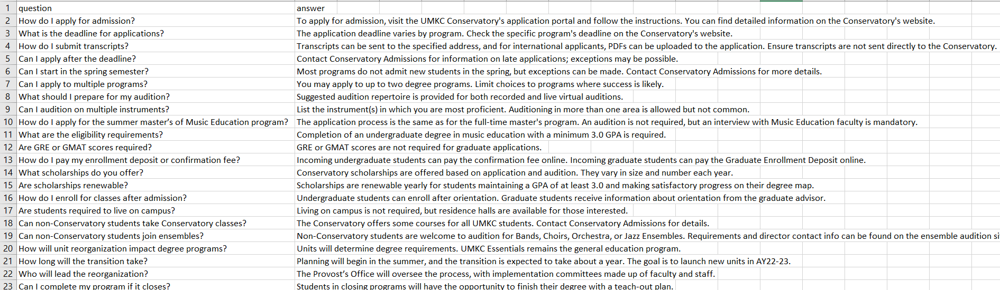 1 question answer
2 How do I apply for admission? To apply for admission, visit the UMKC Conservatory's application portal and follow the instructions. You can find detailed information on the Conservatory's website.
3 What is the deadline for applications? The application deadline varies by program. Check the specific program's deadline on the Conservatory's website.
4 How do I submit transcripts? Transcripts can be sent to the specified address, and for international applicants, PDFs can be uploaded to the application. Ensure transcripts are not sent directly to the Conservatory.
5 Can I apply after the deadline? Contact Conservatory Admissions for information on late applications; exceptions may be possible.
6 Can I start in the spring semester? Most programs do not admit new students in the spring, but exceptions can be made. Contact Conservatory Admissions for more details.
7 Can I apply to multiple programs? You may apply to up to two degree programs. Limit choices to programs where success is likely.
8 What should I prepare for my audition? Suggested audition repertoire is provided for both recorded and live virtual auditions.
9 Can I audition on multiple instruments? List the instrument(s) in which you are most proficient. Auditioning in more than one area is allowed but not common.
10 How do I apply for the summer master’s of Music Education program? The application process is the same as for the full-time master's program. An audition is not required, but an interview with Music Education faculty is mandatory.
11 What are the eligibility requirements? Completion of an undergraduate degree in music education with a minimum 3.0 GPA is required.
12 Are GRE or GMAT scores required? GRE or GMAT scores are not required for graduate applications.
13 How do I pay my enrollment deposit or confirmation fee? Incoming undergraduate students can pay the confirmation fee online. Incoming graduate students can pay the Graduate Enrollment Deposit online.
14 What scholarships do you offer? Conservatory scholarships are offered based on application and audition. They vary in size and number each year.
15 Are scholarships renewable? Scholarships are renewable yearly for students maintaining a GPA of at least 3.0 and making satisfactory progress on their degree map.
16 How do I enroll for classes after admission? Undergraduate students can enroll after orientation. Graduate students receive information about orientation from the graduate advisor.
17 Are students required to live on campus? Living on campus is not required, but residence halls are available for those interested.
18 Can non-Conservatory students take Conservatory classes? The Conservatory offers some courses for all UMKC students. Contact Conservatory Admissions for details.
19 Can non-Conservatory students join ensembles? Non-Conservatory students are welcome to audition for Bands, Choirs, Orchestra, or Jazz Ensembles. Requirements and director contact info can be found on the ensemble audition si
20 How will unit reorganization impact degree programs? Units will determine degree requirements. UMKC Essentials remains the general education program.
21 How long will the transition take? Planning will begin in the summer, and the transition is expected to take about a year. The goal is to launch new units in AY22-23.
22 Who will lead the reorganization? The Provost’s Office will oversee the process, with implementation committees made up of faculty and staff.
23 Can I complete my program if it closes? Students in closing programs will have the opportunity to finish their degree with a teach-out plan.